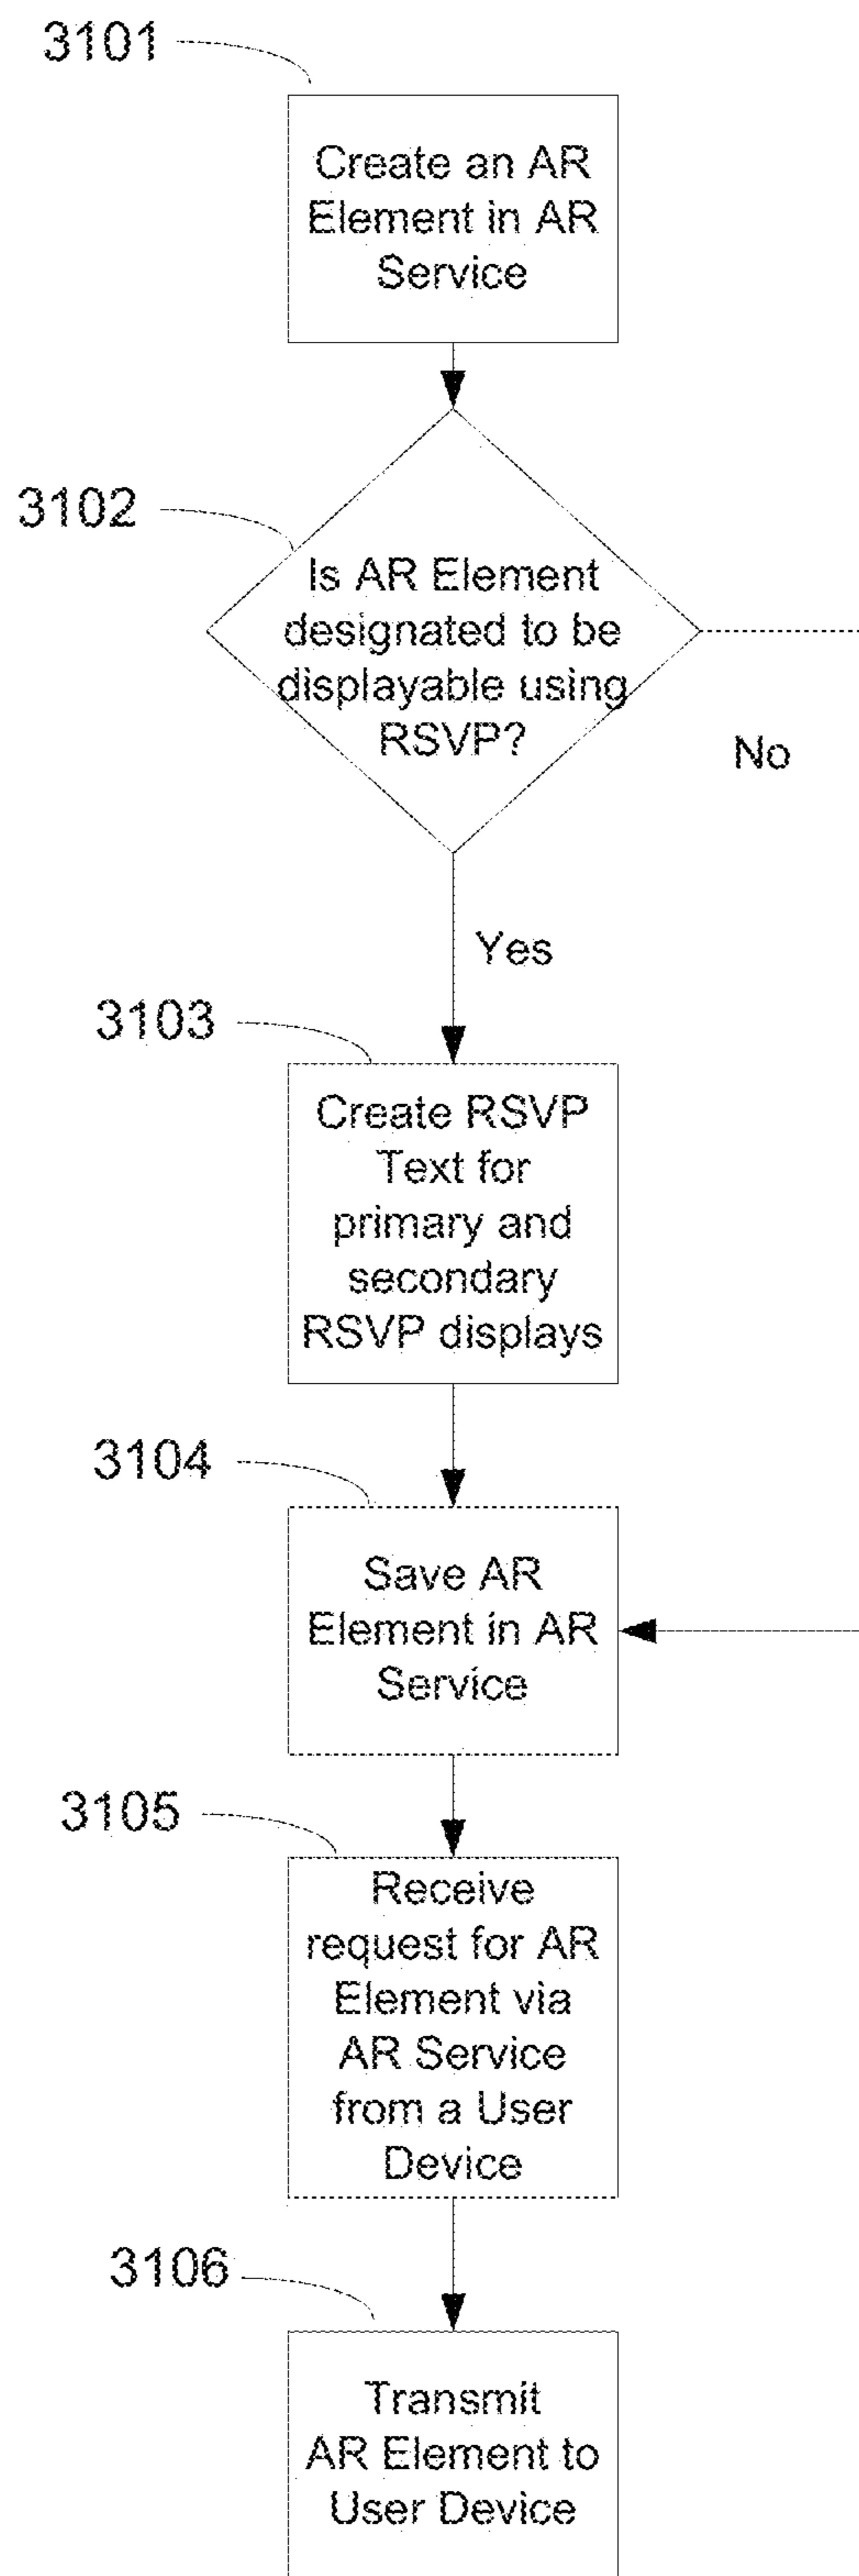 3101
Create an AR
Element in AR
Service
3102
Is AR Element
designated to be
displayable using
RSVP?
No
Yes
3103
Create RSVP
Text for
primary and
secondary
RSVP displays
3104
Save AR
Element in AR
Service
3105
Receive
request for AR
Element via
AR Service
from a User
Device
3106
Transmit
AR Element to
User Device